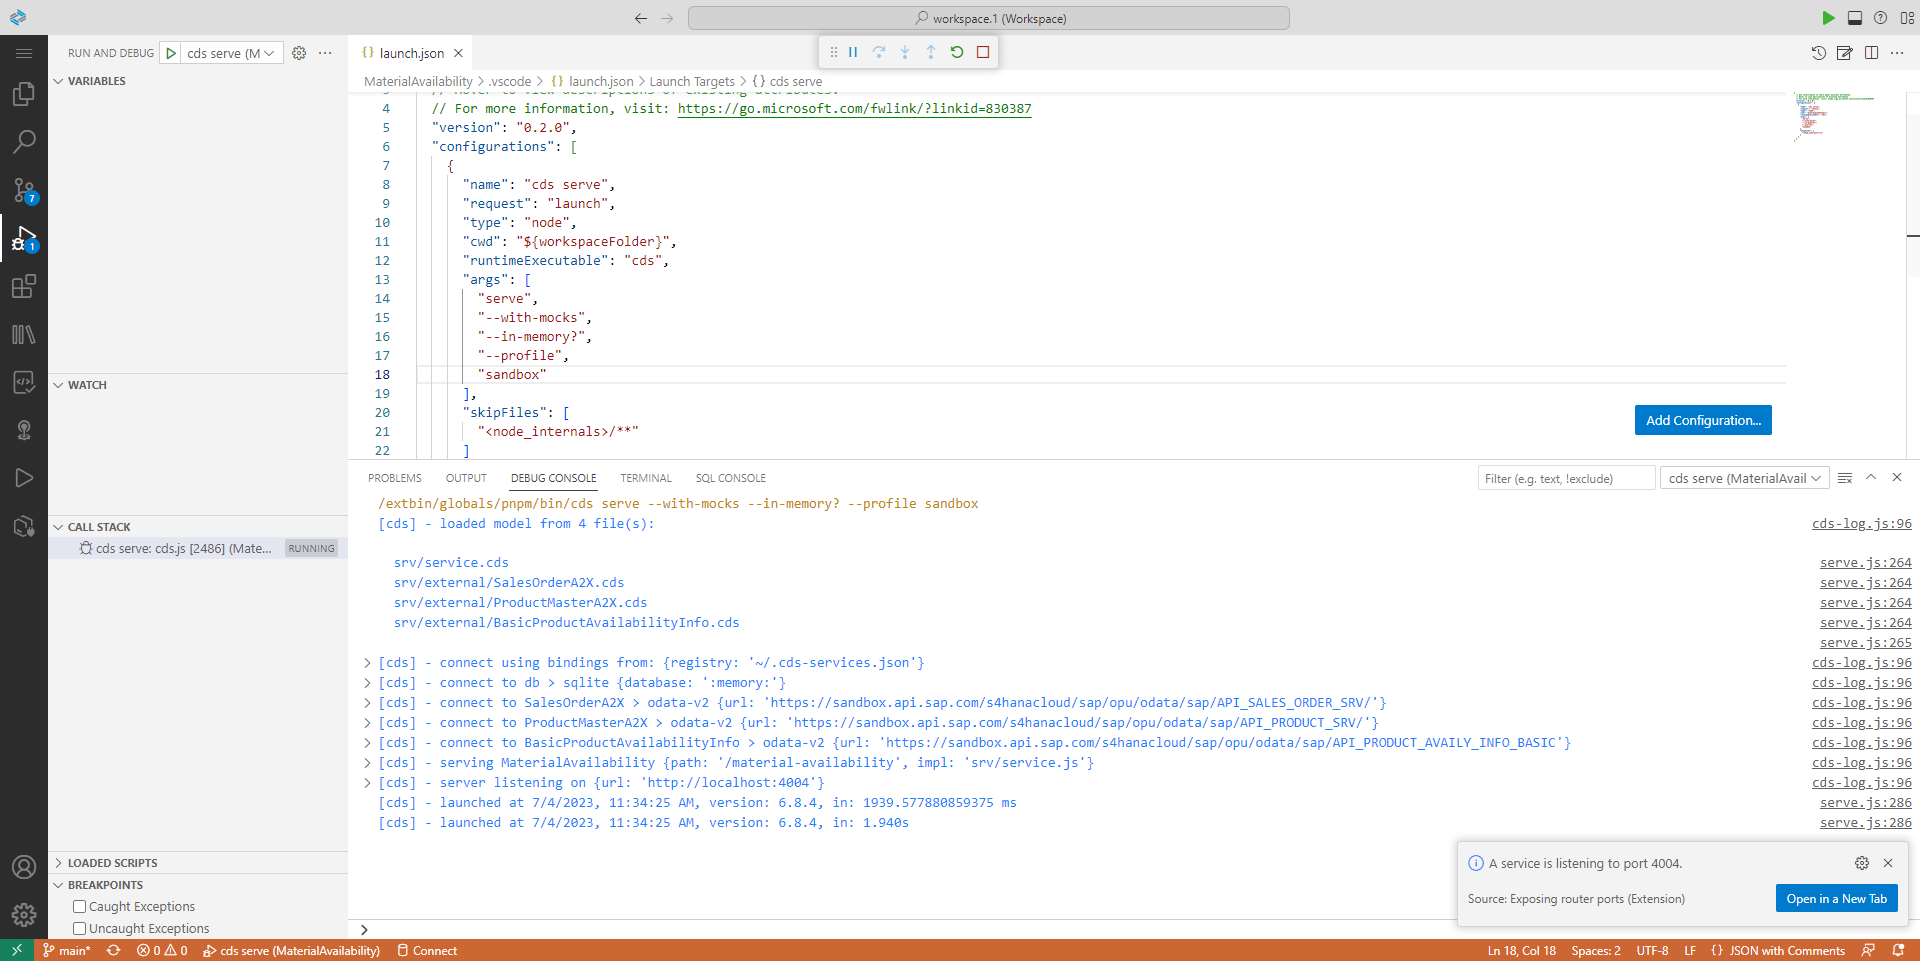 workspace.1 (Workspace)
RUN AND DEBUG
cds serve (M
launch.json
VARIABLES
MaterialAvailability > .vscode > {} launch.json > Launch Targets > {} cds serve
3 // Hover to view descriptions of existing attributes.
4 // For more information, visit: https://go.microsoft.com/fwlink/?linkid=830387
5 "version": "0.2.0",
6 "configurations": [
7 {
8 "name": "cds serve",
9 "request": "launch",
10 "type": "node",
11 "cwd": "${workspaceFolder}",
12 "runtimeExecutable": "cds",
13 "args": [
14 "serve",
15 "--with-mocks",
16 "--in-memory?",
17 "--profile",
18 "sandbox"
19 ],
20 "skipFiles": [
21 "<node_internals>/**"
22 ]
Add Configuration...
7
1
WATCH
CALL STACK
cds serve: cds.js [2486] (Mate... RUNNING
LOADED SCRIPTS
BREAKPOINTS
Caught Exceptions
Uncaught Exceptions
PROBLEMS OUTPUT DEBUG CONSOLE TERMINAL SQL CONSOLE
Filter (e.g. text, !exclude)
cds serve (MaterialAvail
/extbin/globals/pnpm/bin/cds serve --with-mocks --in-memory? --profile sandbox
[cds] - loaded model from 4 file(s): cds-log.js:96
srv/service.cds serve.js:264
srv/external/SalesOrderA2X.cds serve.js:264
srv/external/ProductMasterA2X.cds serve.js:264
srv/external/BasicProductAvailabilityInfo.cds serve.js:264
serve.js:265
> [cds] - connect using bindings from: {registry: '~/.cds-services.json'} cds-log.js:96
> [cds] - connect to db > sqlite {database: ':memory:'} cds-log.js:96
> [cds] - connect to SalesOrderA2X > odata-v2 {url: 'https://sandbox.api.sap.com/s4hanacloud/sap/opu/odata/sap/API_SALES_ORDER_SRV/'} cds-log.js:96
> [cds] - connect to ProductMasterA2X > odata-v2 {url: 'https://sandbox.api.sap.com/s4hanacloud/sap/opu/odata/sap/API_PRODUCT_SRV/'} cds-log.js:96
> [cds] - connect to BasicProductAvailabilityInfo > odata-v2 {url: 'https://sandbox.api.sap.com/s4hanacloud/sap/opu/odata/sap/API_PRODUCT_AVAILY_INFO_BASIC'} cds-log.js:96
> [cds] - serving MaterialAvailability {path: '/material-availability', impl: 'srv/service.js'} cds-log.js:96
> [cds] - server listening on {url: 'http://localhost:4004'} cds-log.js:96
[cds] - launched at 7/4/2023, 11:34:25 AM, version: 6.8.4, in: 1939.577880859375 ms serve.js:286
[cds] - launched at 7/4/2023, 11:34:25 AM, version: 6.8.4, in: 1.940s serve.js:286
A service is listening to port 4004.
Source: Exposing router ports (Extension)
Open in a New Tab
main* 0 0 cds serve (MaterialAvailability) Connect
Ln 18, Col 18 Spaces: 2 UTF-8 LF {} JSON with Comments